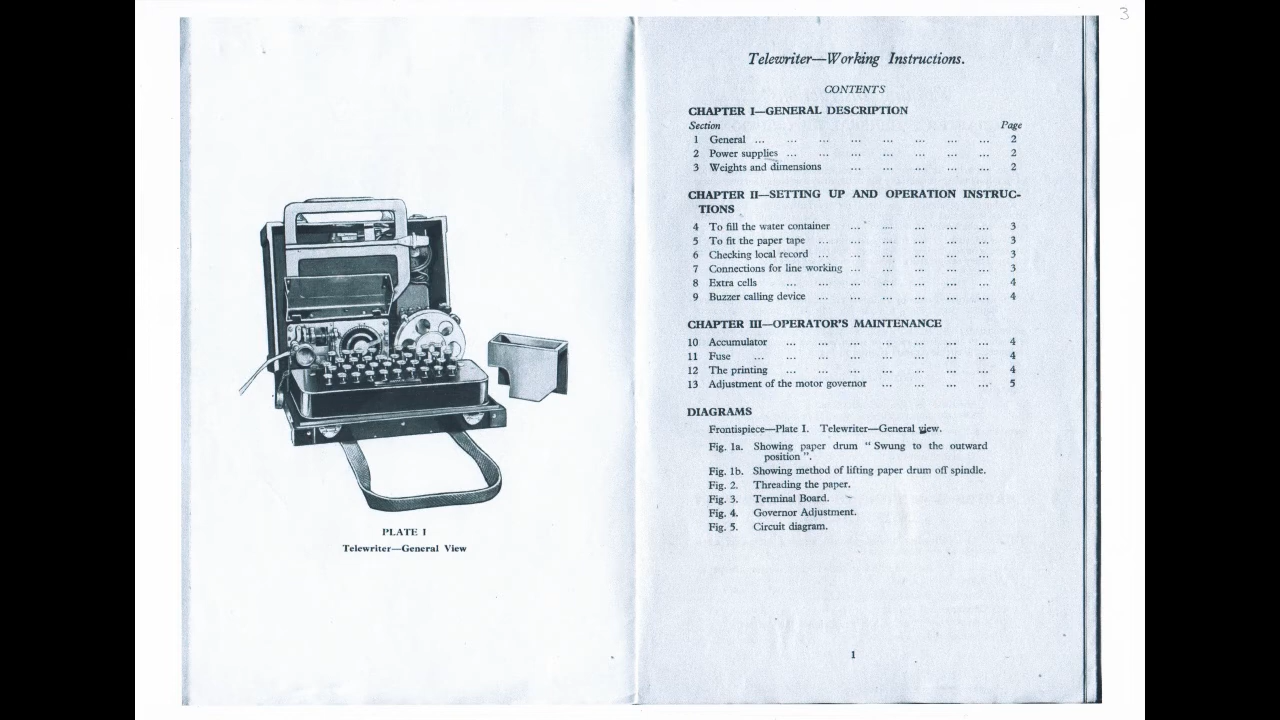 3
PLATE I
Telewriter—General View
Telewriter—Working Instructions.
CONTENTS
CHAPTER I—GENERAL DESCRIPTION
Section Page
1 General ... ... ... ... ... ... ... ... 2
2 Power supplies ... ... ... ... ... ... ... 2
3 Weights and dimensions ... ... ... ... ... 2
CHAPTER II—SETTING UP AND OPERATION INSTRUC-
TIONS
4 To fill the water container ... ... ... ... ... 3
5 To fit the paper tape ... ... ... ... ... ... 3
6 Checking local record ... ... ... ... ... ... 3
7 Connections for line working ... ... ... ... ... 3
8 Extra cells ... ... ... ... ... ... ... 4
9 Buzzer calling device ... ... ... ... ... ... 4
CHAPTER III—OPERATOR'S MAINTENANCE
10 Accumulator ... ... ... ... ... ... ... 4
11 Fuse ... ... ... ... ... ... ... ... 4
12 The printing ... ... ... ... ... ... ... 4
13 Adjustment of the motor governor ... ... ... ... 5
DIAGRAMS
Frontispiece—Plate I. Telewriter—General view.
Fig. 1a. Showing paper drum " Swung to the outward
position ".
Fig. 1b. Showing method of lifting paper drum off spindle.
Fig. 2. Threading the paper.
Fig. 3. Terminal Board.
Fig. 4. Governor Adjustment.
Fig. 5. Circuit diagram.
1